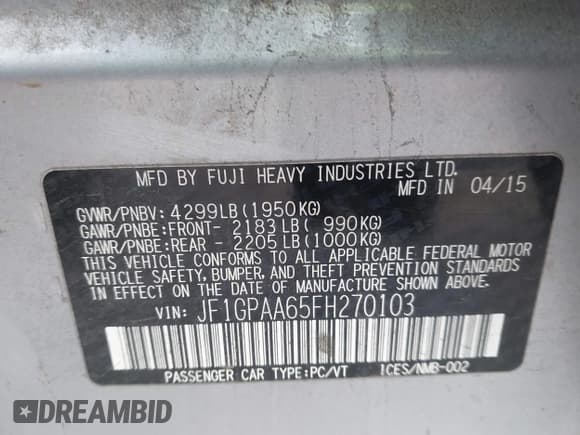 MFD BY FUJI HEAVY INDUSTRIES LTD.
MFD IN 04/15
GVWR/PNBV: 4299LB(1950KG)
GAWR/PNBE:FRONT- 2183LB( 990KG)
GAWR/PNBE:REAR - 2205LB(1000KG)
THIS VEHICLE CONFORMS TO ALL APPLICABLE FEDERAL MOTOR
VEHICLE SAFETY, BUMPER, AND THEFT PREVENTION STANDARDS IN
EFFECT ON THE DATE OF MANUFACTURE SHOWN ABOVE.
VIN: JF1GPAA65FH270103
PASSENGER CAR TYPE:PC/VT ICES/NMB-002
DREAMBID